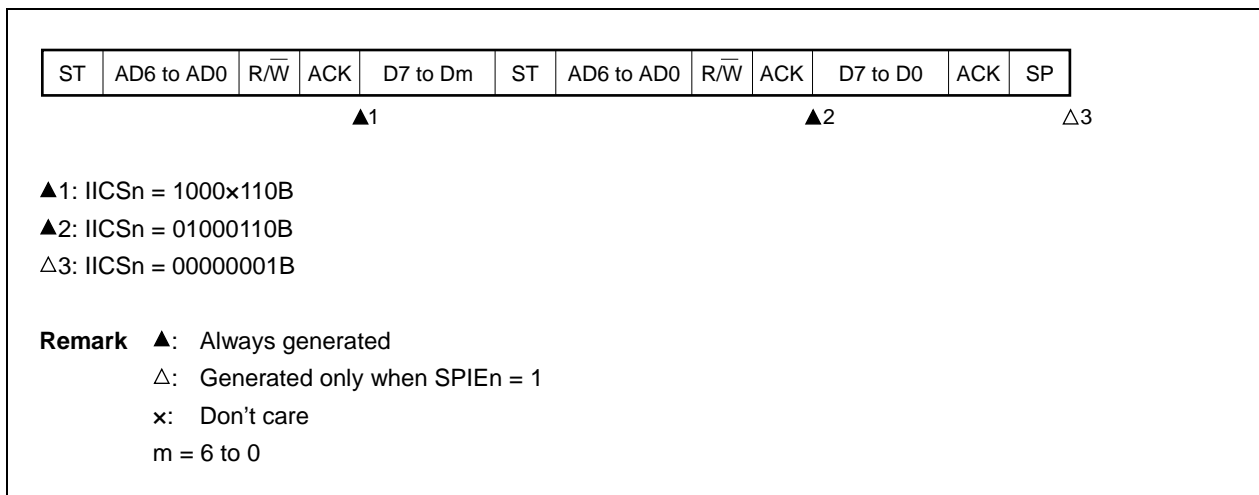 ST AD6 to AD0 R/W̅ ACK D7 to Dm ST AD6 to AD0 R/W̅ ACK D7 to D0 ACK SP
▲1 ▲2 △3
▲1: IICSn = 1000×110B
▲2: IICSn = 01000110B
△3: IICSn = 00000001B
Remark ▲: Always generated
△: Generated only when SPIEn = 1
×: Don't care
m = 6 to 0